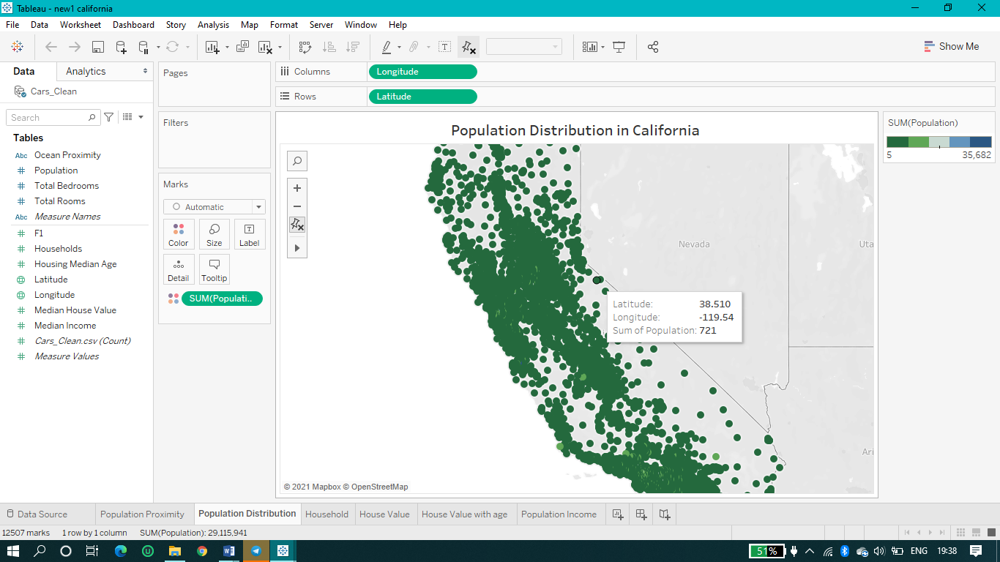 Tableau - new1 california
File Data Worksheet Dashboard Story Analysis Map Format Server Window Help
Show Me
Data Analytics
Cars_Clean
Search
Tables
Abc Ocean Proximity
# Population
# Total Bedrooms
# Total Rooms
Abc Measure Names
# F1
# Households
# Housing Median Age
Latitude
Longitude
# Median House Value
# Median Income
# Cars_Clean.csv (Count)
# Measure Values
Pages
Filters
Marks
Automatic
Color Size Label
Detail Tooltip
SUM(Populati..
Columns Longitude
Rows Latitude
Population Distribution in California
Nevada
Uta
Latitude: 38.510
Longitude: -119.54
Sum of Population: 721
Ari
© 2021 Mapbox © OpenStreetMap
SUM(Population)
5 35,682
Data Source Population Proximity Population Distribution Household House Value House Value with age Population Income
12507 marks 1 row by 1 column SUM(Population): 29,115,941
51% ENG 19:38